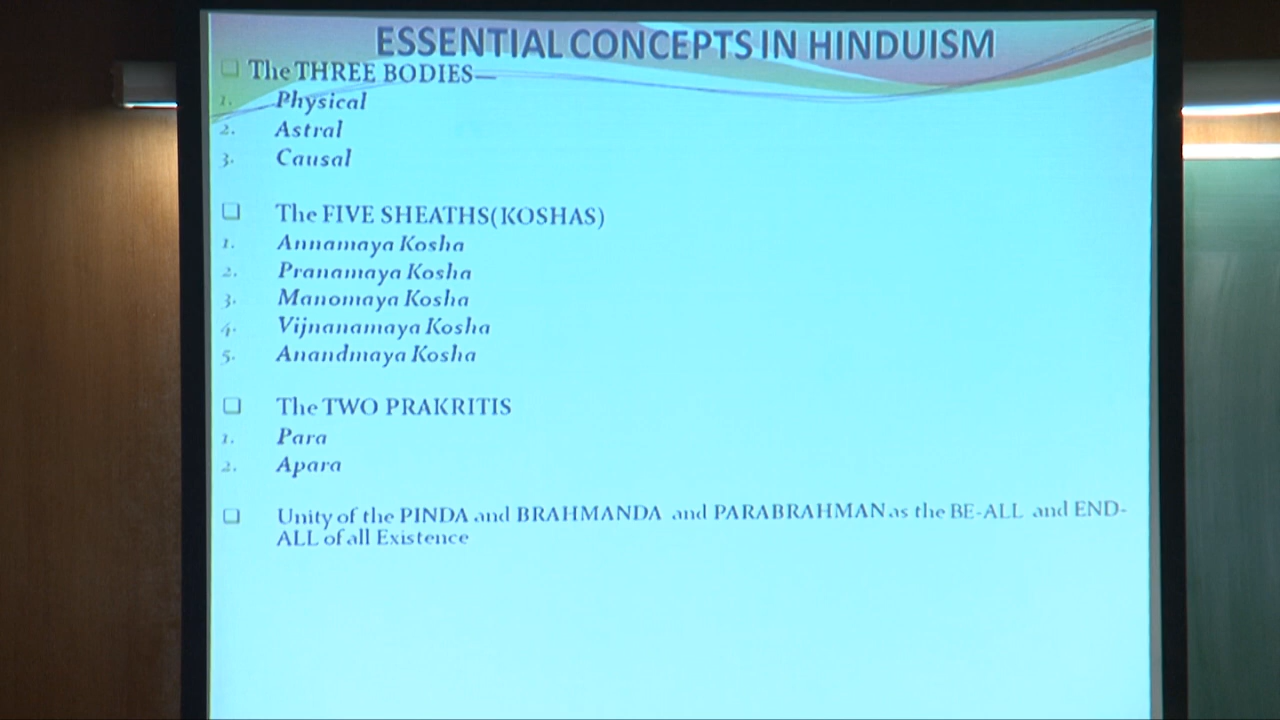 ESSENTIAL CONCEPTS IN HINDUISM
❑ The THREE BODIES—
1. Physical
2. Astral
3. Causal
❑ The FIVE SHEATHS(KOSHAS)
1. Annamaya Kosha
2. Pranamaya Kosha
3. Manomaya Kosha
4. Vijnanamaya Kosha
5. Anandmaya Kosha
❑ The TWO PRAKRITIS
1. Para
2. Apara
❑ Unity of the PINDA and BRAHMANDA and PARABRAHMAN as the BE-ALL and END-
ALL of all Existence